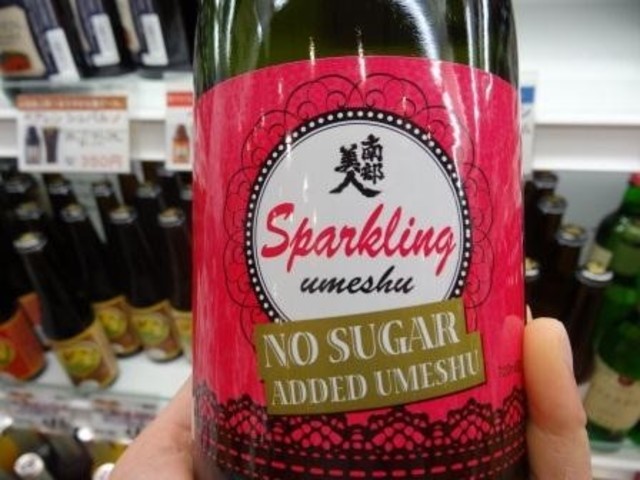 南部
美人
Sparkling
umeshu
NO SUGAR
ADDED UMESHU